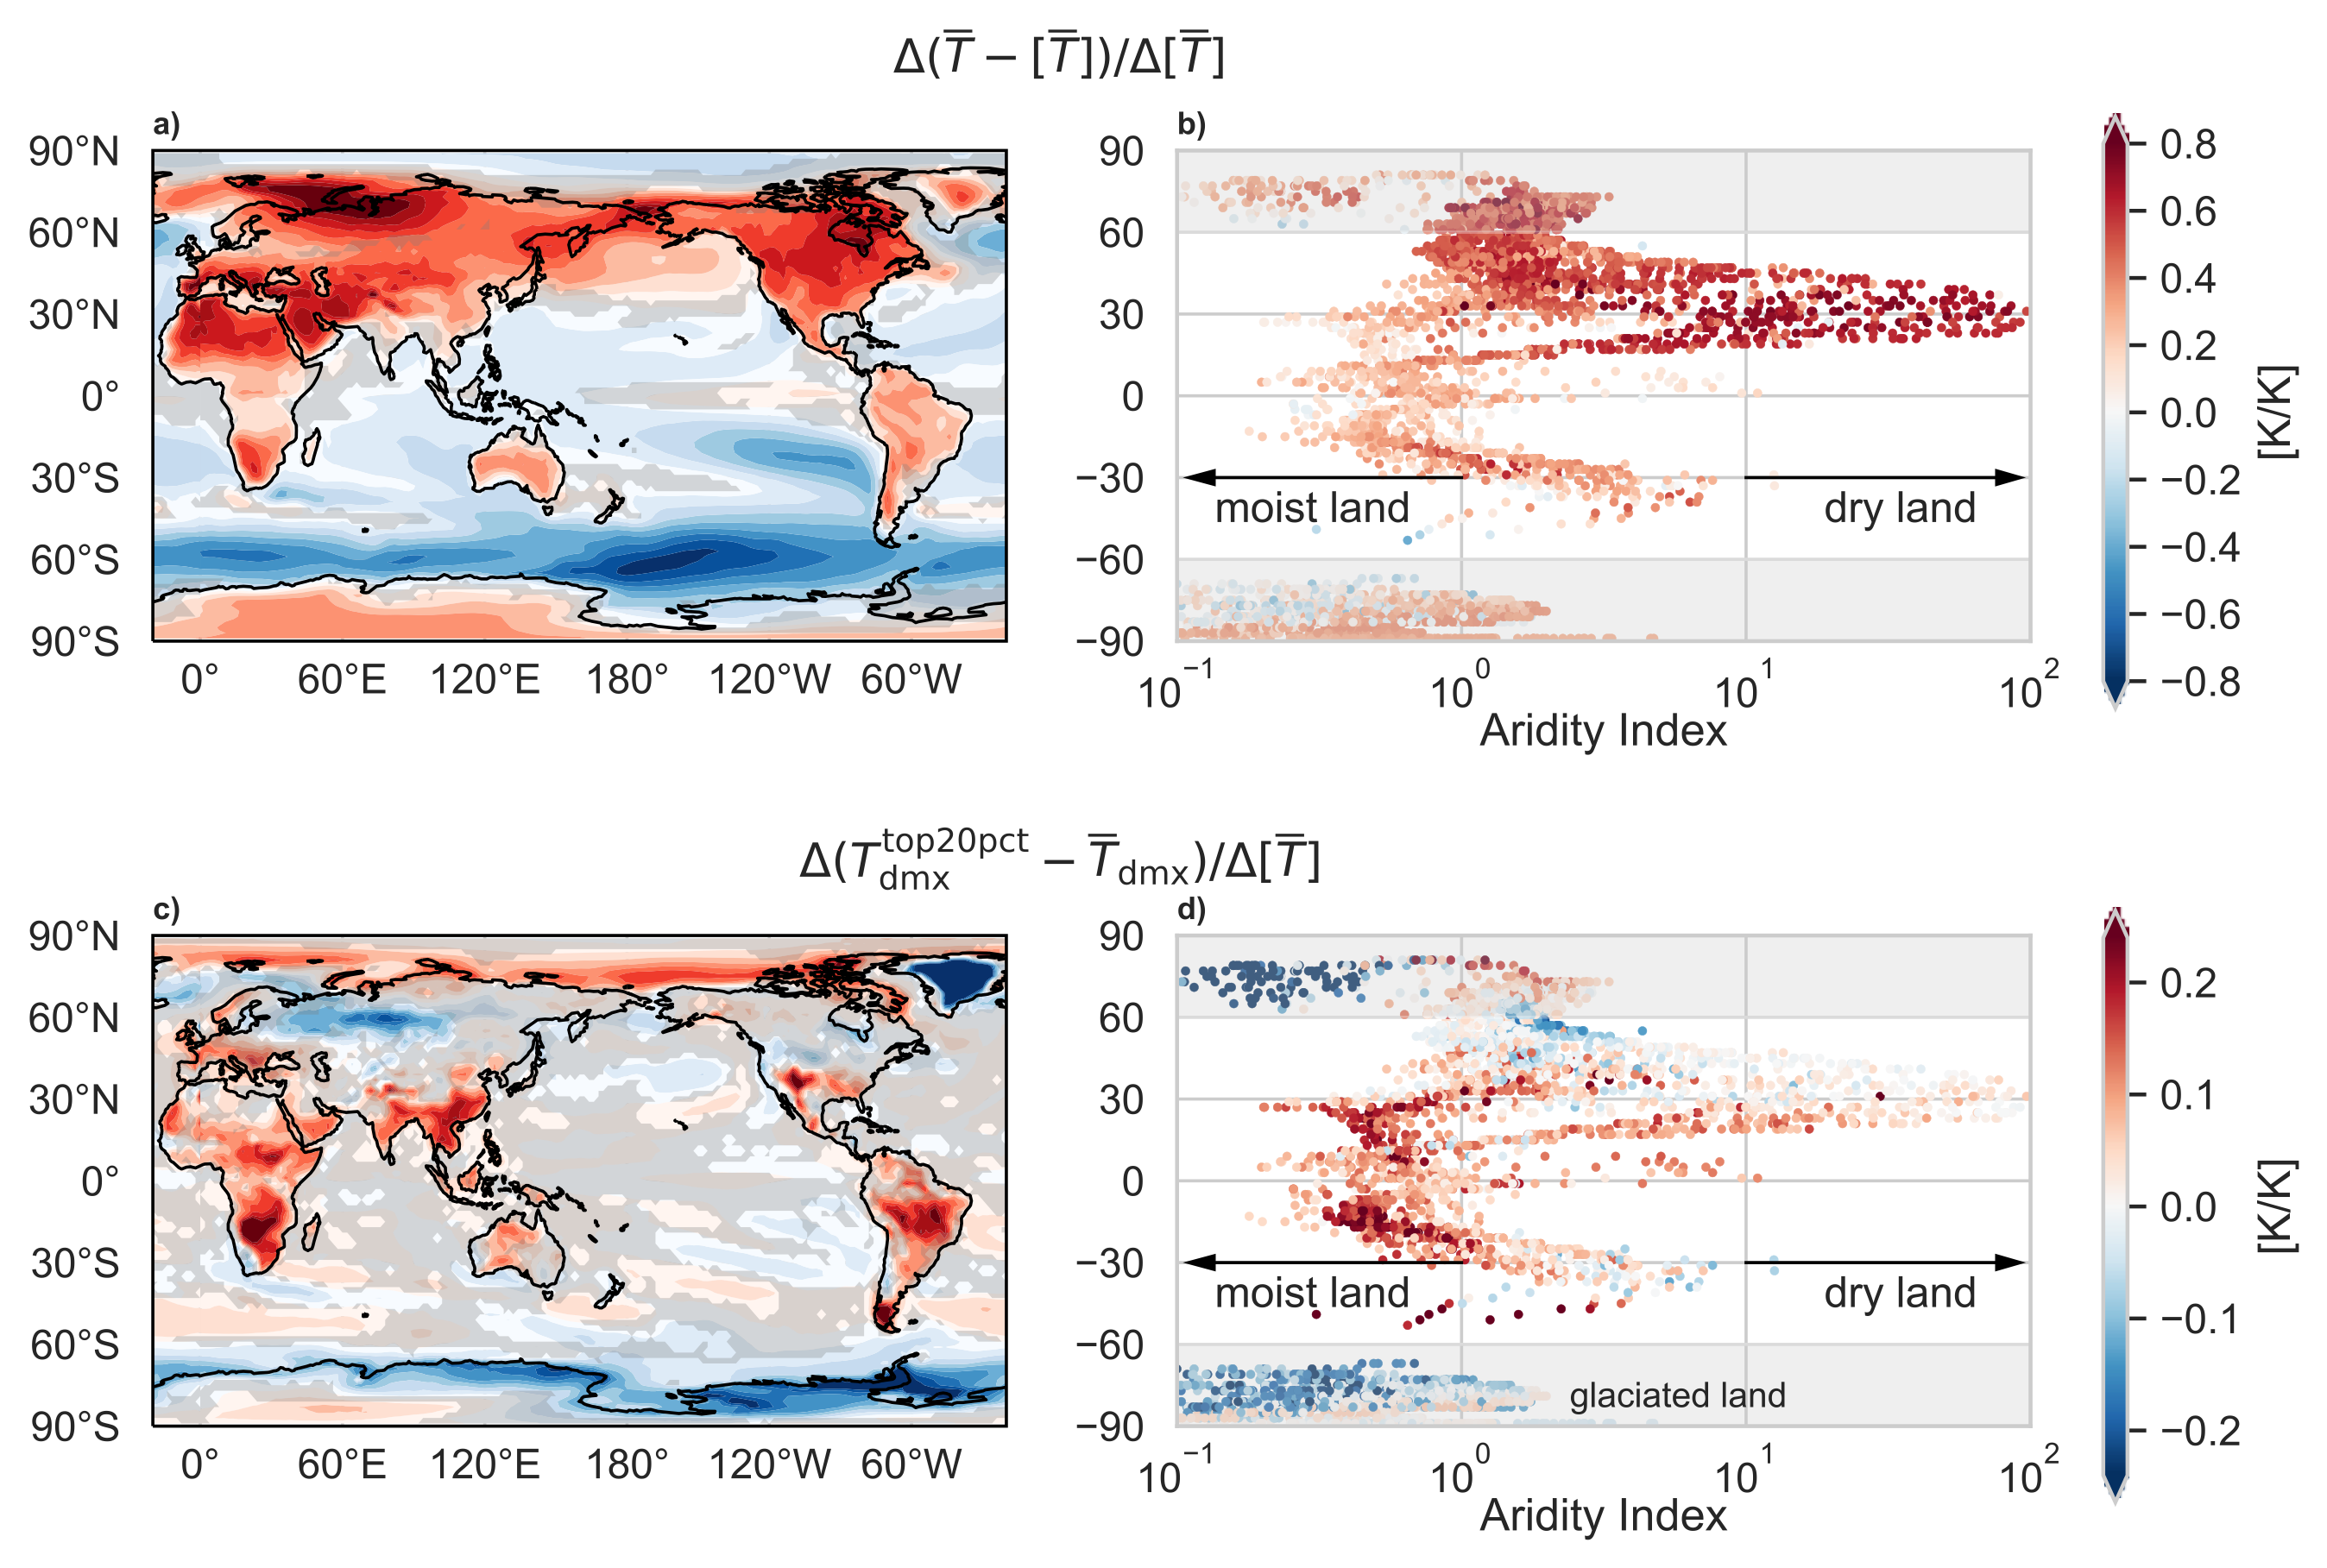 Δ(T̿ − [T̿])/Δ[T̿]
a)
90°N
60°N
30°N
0°
30°S
60°S
90°S
0° 60°E 120°E 180° 120°W 60°W
b)
90
60
30
0
−30
−60
−90
moist land dry land
10⁻¹ 10⁰ 10¹ 10²
Aridity Index
0.8
0.6
0.4
0.2
0.0
−0.2
−0.4
−0.6
−0.8
[K/K]
Δ(T_dmx^top20pct − T̿_dmx)/Δ[T̿]
c)
90°N
60°N
30°N
0°
30°S
60°S
90°S
0° 60°E 120°E 180° 120°W 60°W
d)
90
60
30
0
−30
−60
−90
moist land dry land
glaciated land
10⁻¹ 10⁰ 10¹ 10²
Aridity Index
0.2
0.1
0.0
−0.1
−0.2
[K/K]